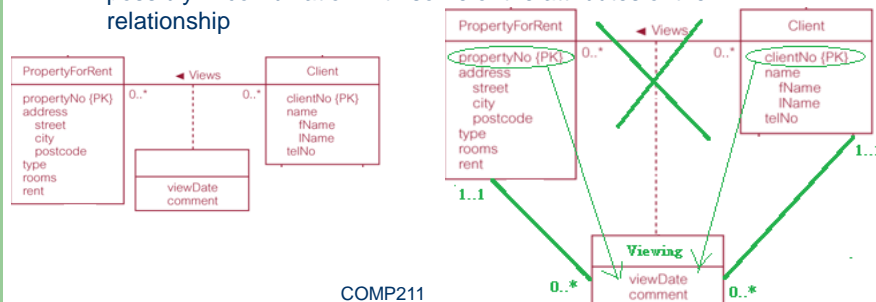 relationship
PropertyForRent
◄ Views
Client
0..*
0..*
propertyNo {PK}
address
street
city
postcode
type
rooms
rent
clientNo {PK}
name
fName
lName
telNo
viewDate
comment
PropertyForRent
◄ Views
Client
0..*
0..*
propertyNo {PK}
address
street
city
postcode
type
rooms
rent
clientNo {PK}
name
fName
lName
telNo
1..1
Viewing
viewDate
comment
0..*
0..*
COMP211